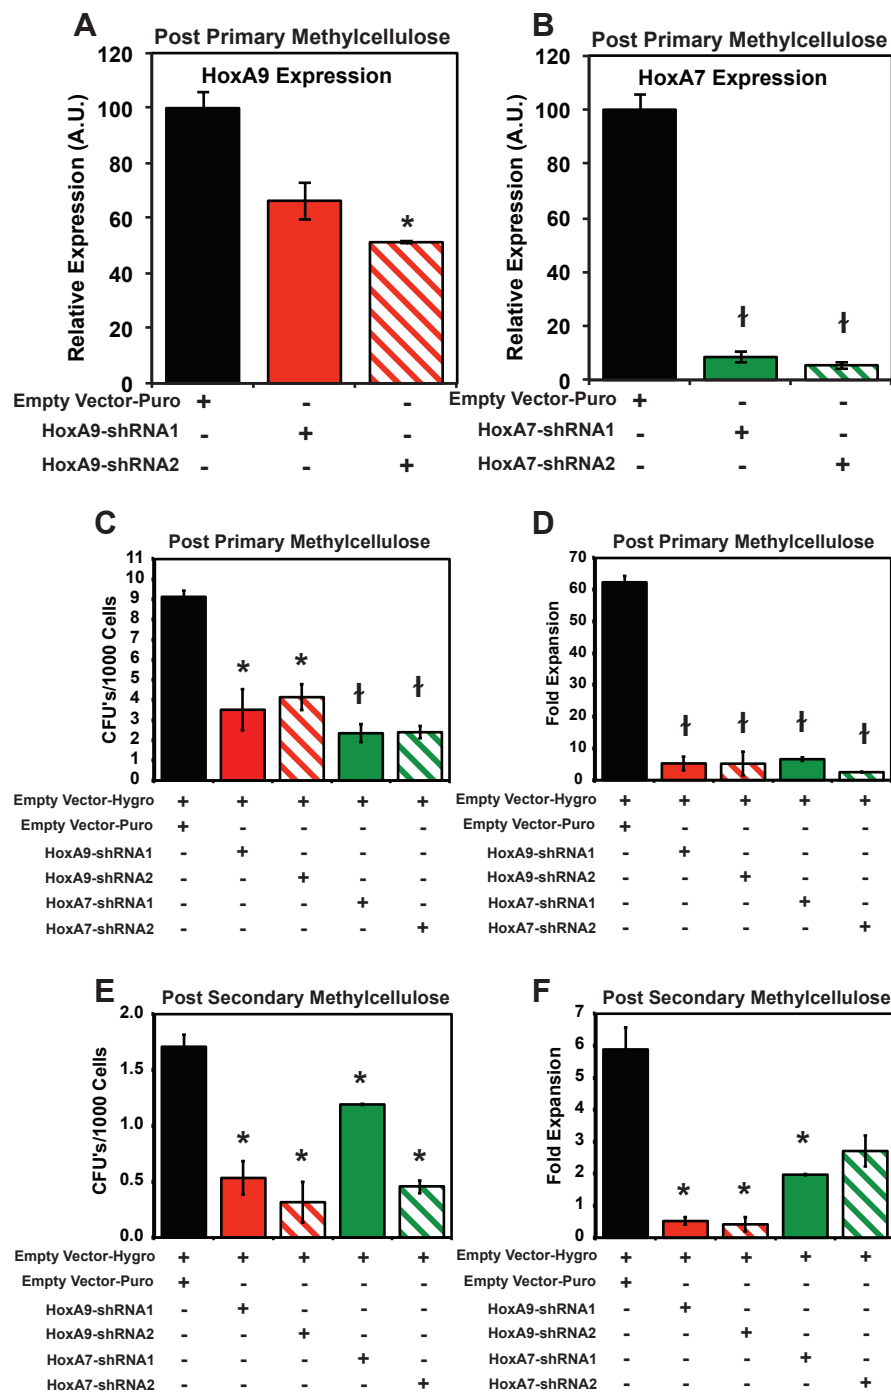 A
Post Primary Methylcellulose
HoxA9 Expression
Relative Expression (A.U.)
120
100
80
60
40
20
0
*
Empty Vector-Puro + - -
HoxA9-shRNA1 - + -
HoxA9-shRNA2 - - +
B
Post Primary Methylcellulose
HoxA7 Expression
Relative Expression (A.U.)
120
100
80
60
40
20
0
ƚ ƚ
Empty Vector-Puro + - -
HoxA7-shRNA1 - + -
HoxA7-shRNA2 - - +
C
Post Primary Methylcellulose
CFU's/1000 Cells
11
10
9
8
7
6
5
4
3
2
1
0
* * ƚ ƚ
Empty Vector-Hygro + + + + +
Empty Vector-Puro + - - - -
HoxA9-shRNA1 - + - - -
HoxA9-shRNA2 - - + - -
HoxA7-shRNA1 - - - + -
HoxA7-shRNA2 - - - - +
D
Post Primary Methylcellulose
Fold Expansion
70
60
50
40
30
20
10
0
ƚ ƚ ƚ ƚ
Empty Vector-Hygro + + + + +
Empty Vector-Puro + - - - -
HoxA9-shRNA1 - + - - -
HoxA9-shRNA2 - - + - -
HoxA7-shRNA1 - - - + -
HoxA7-shRNA2 - - - - +
E
Post Secondary Methylcellulose
CFU's/1000 Cells
2.0
1.5
1.0
0.5
0.0
* * * *
Empty Vector-Hygro + + + + +
Empty Vector-Puro + - - - -
HoxA9-shRNA1 - + - - -
HoxA9-shRNA2 - - + - -
HoxA7-shRNA1 - - - + -
HoxA7-shRNA2 - - - - +
F
Post Secondary Methylcellulose
Fold Expansion
7
6
5
4
3
2
1
0
* * *
Empty Vector-Hygro + + + + +
Empty Vector-Puro + - - - -
HoxA9-shRNA1 - + - - -
HoxA9-shRNA2 - - + - -
HoxA7-shRNA1 - - - + -
HoxA7-shRNA2 - - - - +